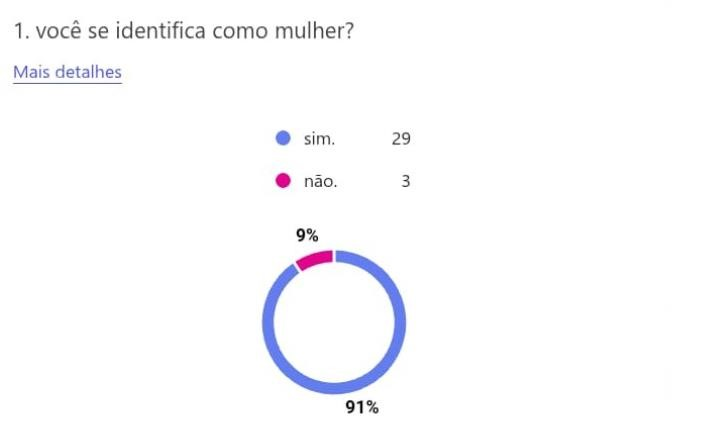 1. você se identifica como mulher?
Mais detalhes
sim. 29
não. 3
9%
91%